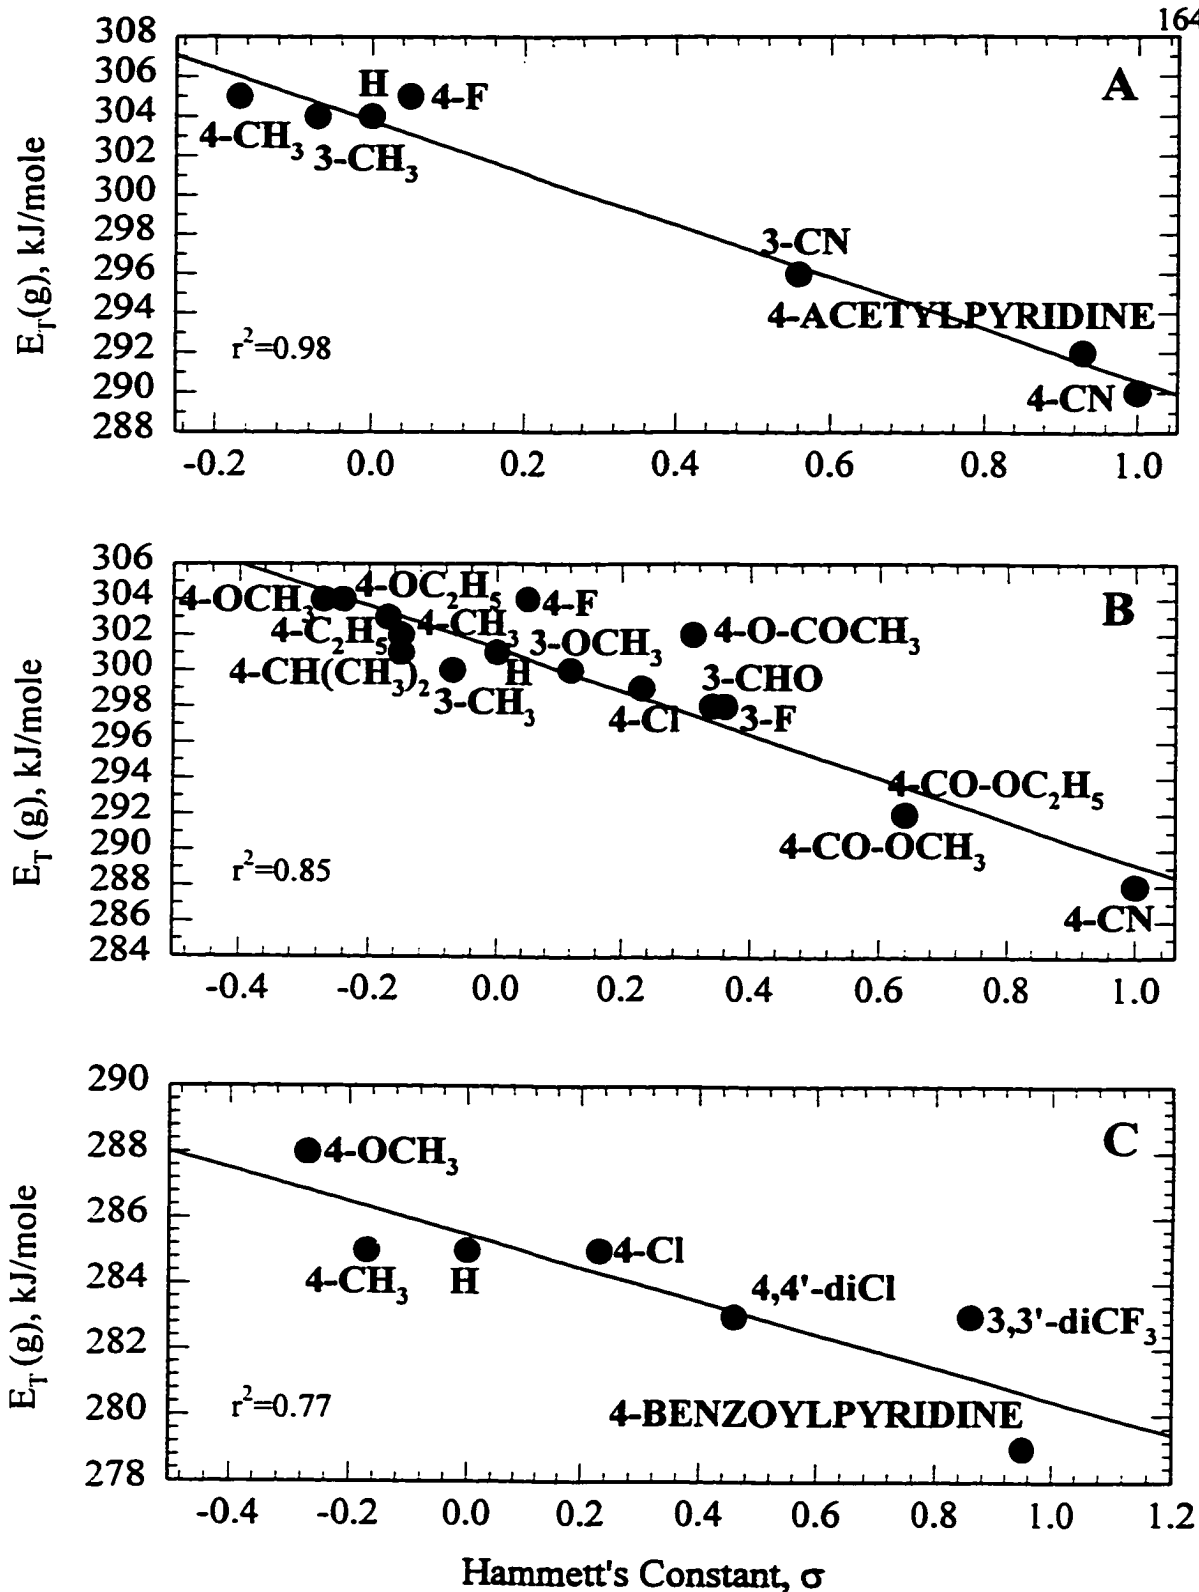 164
308
306
304
302
300
298
296
294
292
290
288
E_T(g), kJ/mole
A
H
4-F
4-CH₃
3-CH₃
3-CN
4-ACETYLPYRIDINE
4-CN
r²=0.98
-0.2 0.0 0.2 0.4 0.6 0.8 1.0
306
304
302
300
298
296
294
292
290
288
286
284
E_T (g), kJ/mole
B
4-OCH₃
4-OC₂H₅
4-F
4-C₂H₅
4-CH₃
3-OCH₃
4-O-COCH₃
4-CH(CH₃)₂
H
3-CHO
3-CH₃
4-Cl
3-F
4-CO-OC₂H₅
4-CO-OCH₃
r²=0.85
4-CN
-0.4 -0.2 0.0 0.2 0.4 0.6 0.8 1.0
290
288
286
284
282
280
278
E_T (g), kJ/mole
C
4-OCH₃
4-CH₃
H
4-Cl
4,4'-diCl
3,3'-diCF₃
r²=0.77
4-BENZOYLPYRIDINE
-0.4 -0.2 0.0 0.2 0.4 0.6 0.8 1.0 1.2
Hammett's Constant, σ